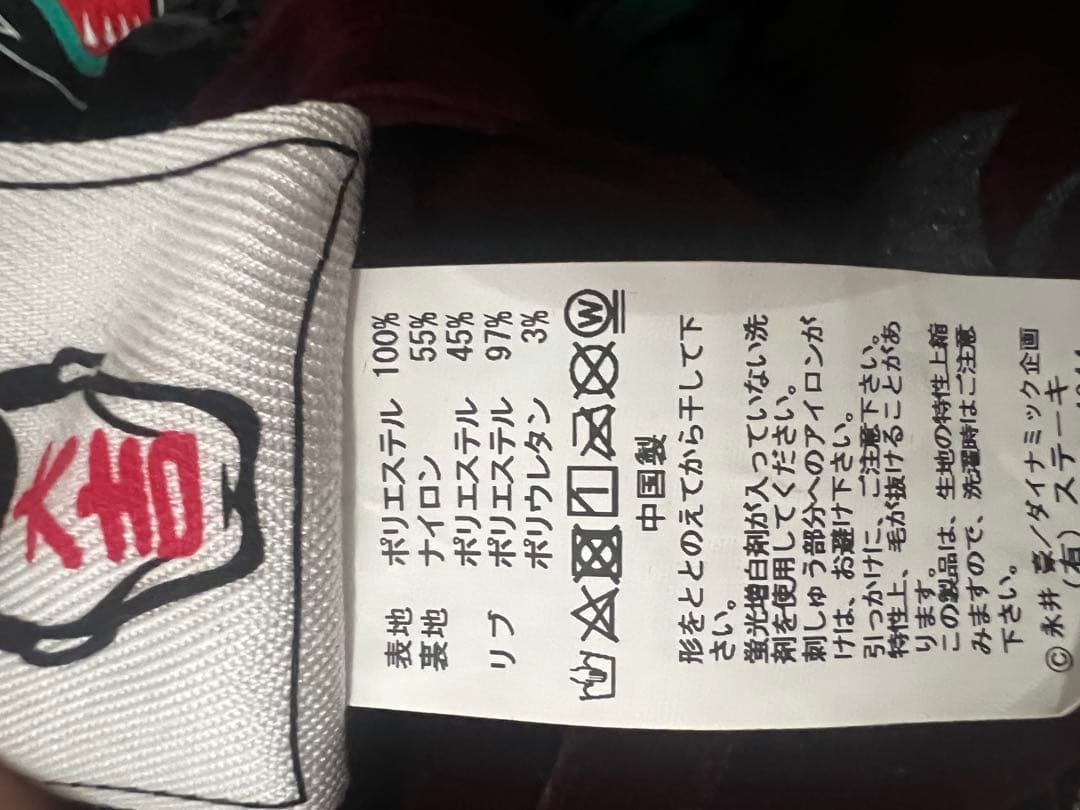 信
表地 ポリエステル 100%
裏地 ナイロン 55%
ポリエステル 45%
リブ ポリエステル 97%
ポリウレタン 3%
W
中国製
形をととのえてから干して下
さい。
蛍光増白剤が入っていない洗
剤を使用してください。
刺しゅう部分へのアイロンが
けは、お避け下さい。
引っかけに、ご注意下さい。
特性上、毛が抜けることがあ
ります。
この製品は、生地の特性上縮
みますので、洗濯時はご注意
下さい。
© 永井 豪/ダイナミック企画
(有) ステーキ